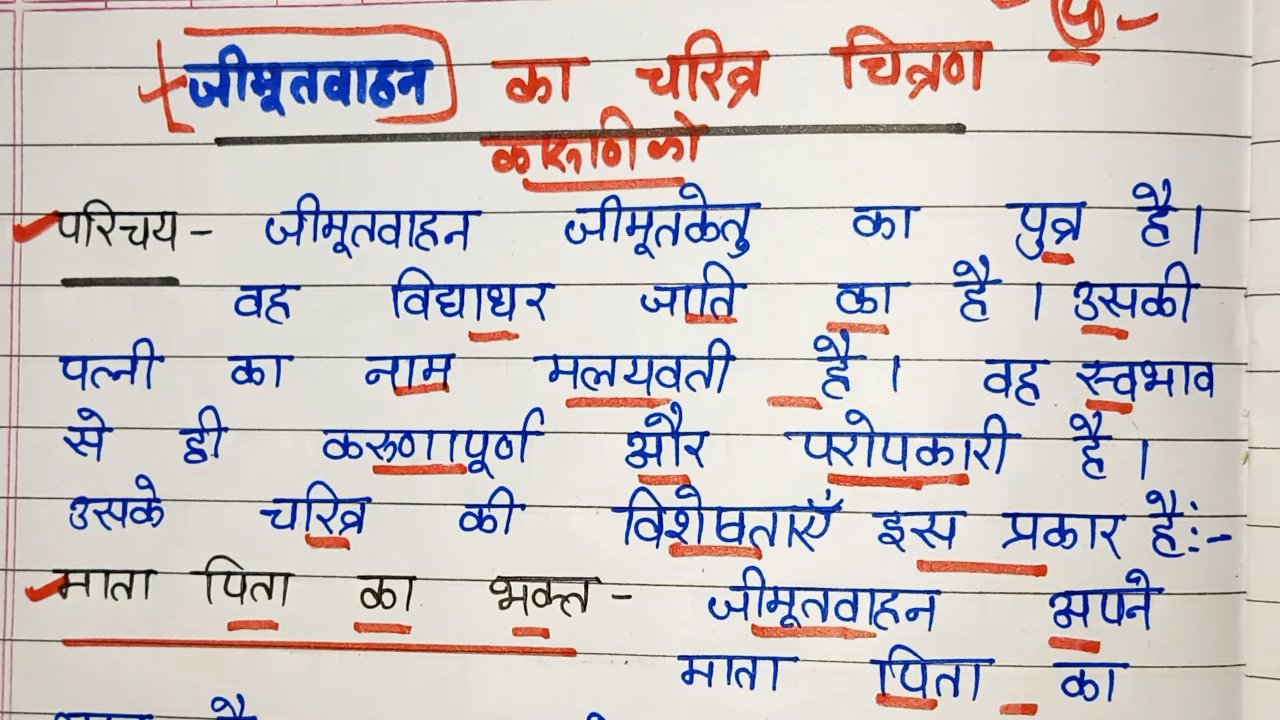 जीमूतवाहन का चरित्र चित्रण
परिचय - जीमूतवाहन जीमूतकेतु का पुत्र है।
वह विद्याधर जाति का है। उसकी
पत्नी का नाम मलयवती है। वह स्वभाव
से ही करुणापूर्ण और परोपकारी है।
उसके चरित्र की विशेषताएँ इस प्रकार हैं:-
माता पिता का भक्त - जीमूतवाहन अपने
माता पिता का